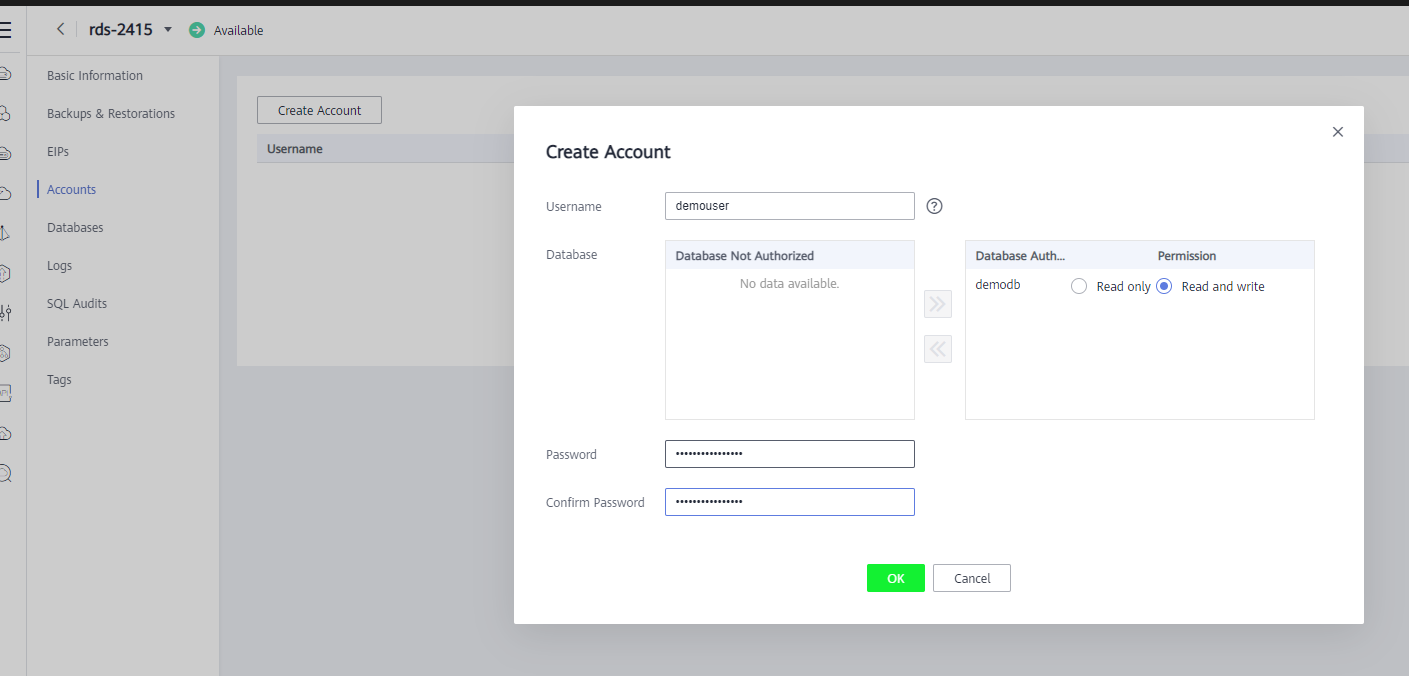 rds-2415 Available
Basic Information
Backups & Restorations
EIPs
Accounts
Databases
Logs
SQL Audits
Parameters
Tags
Create Account
Username
Create Account
Username demouser
Database Database Not Authorized Database Auth... Permission
No data available. demodb Read only Read and write
Password ••••••••••••••••
Confirm Password ••••••••••••••••
OK Cancel